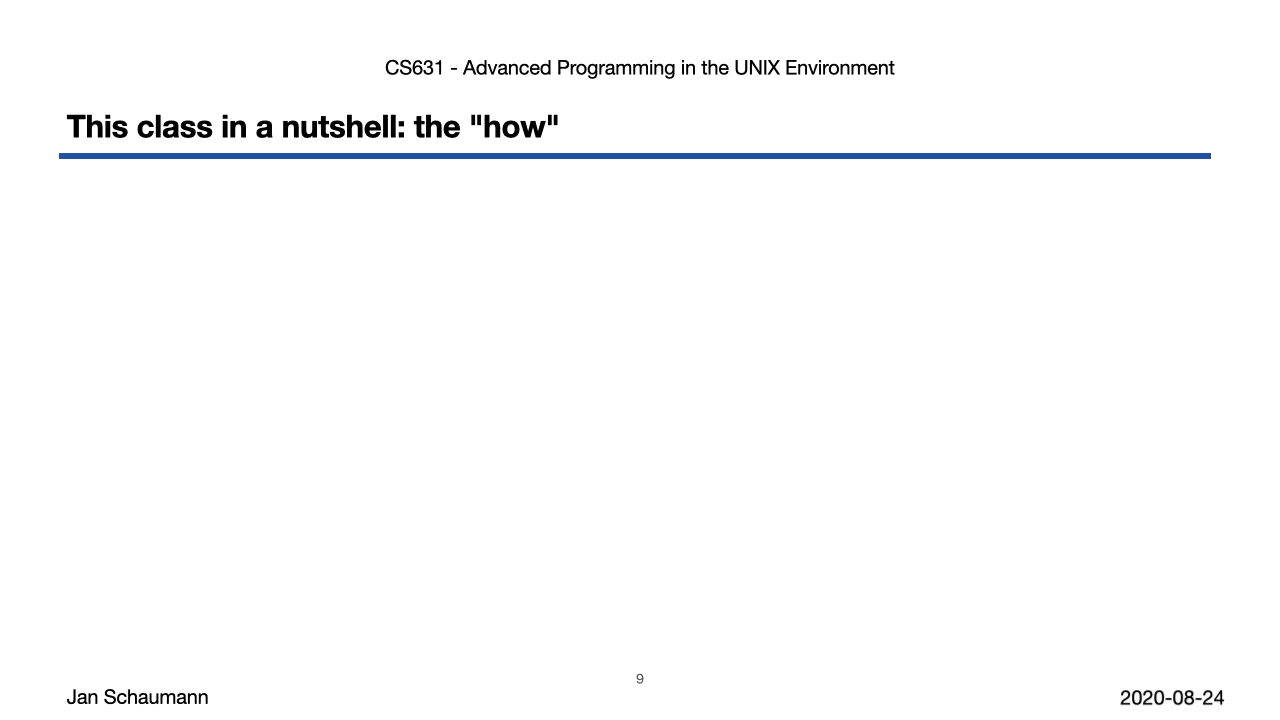 CS631 - Advanced Programming in the UNIX Environment
This class in a nutshell: the "how"
9
Jan Schaumann
2020-08-24